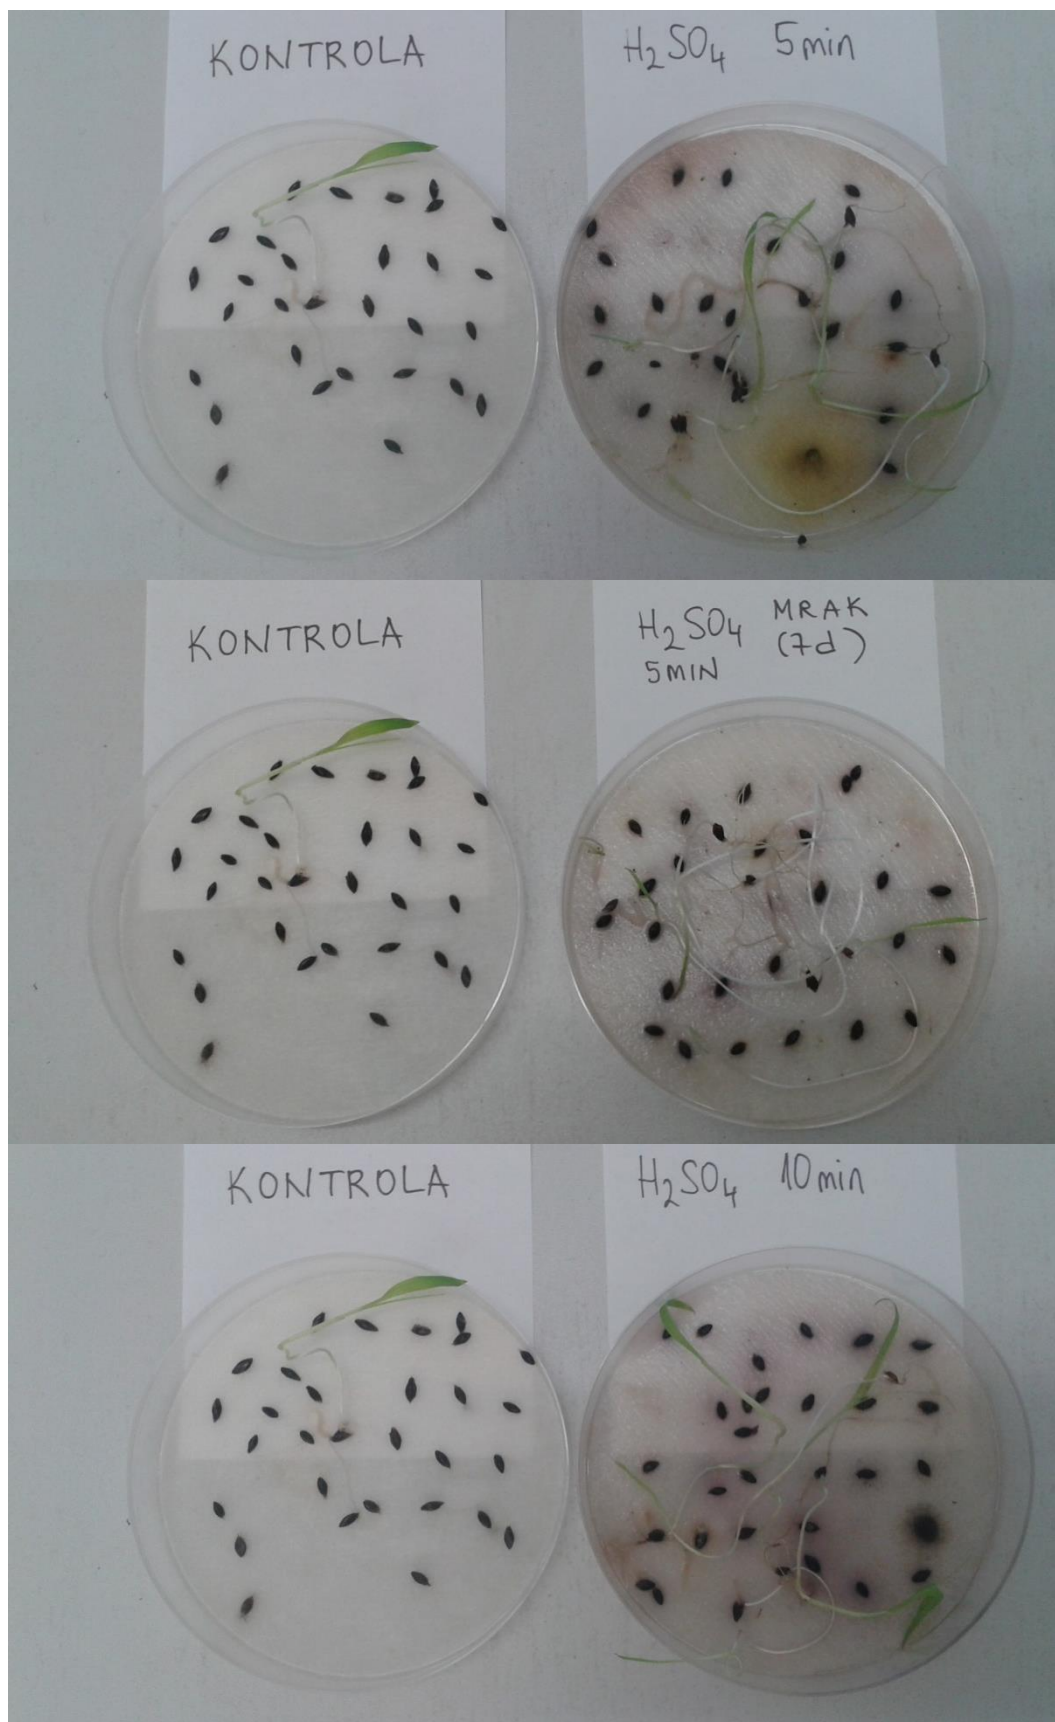 KONTROLA
H₂SO₄ 5min
KONTROLA
H₂SO₄ MRAK
5MIN (7d)
KONTROLA
H₂SO₄ 10min